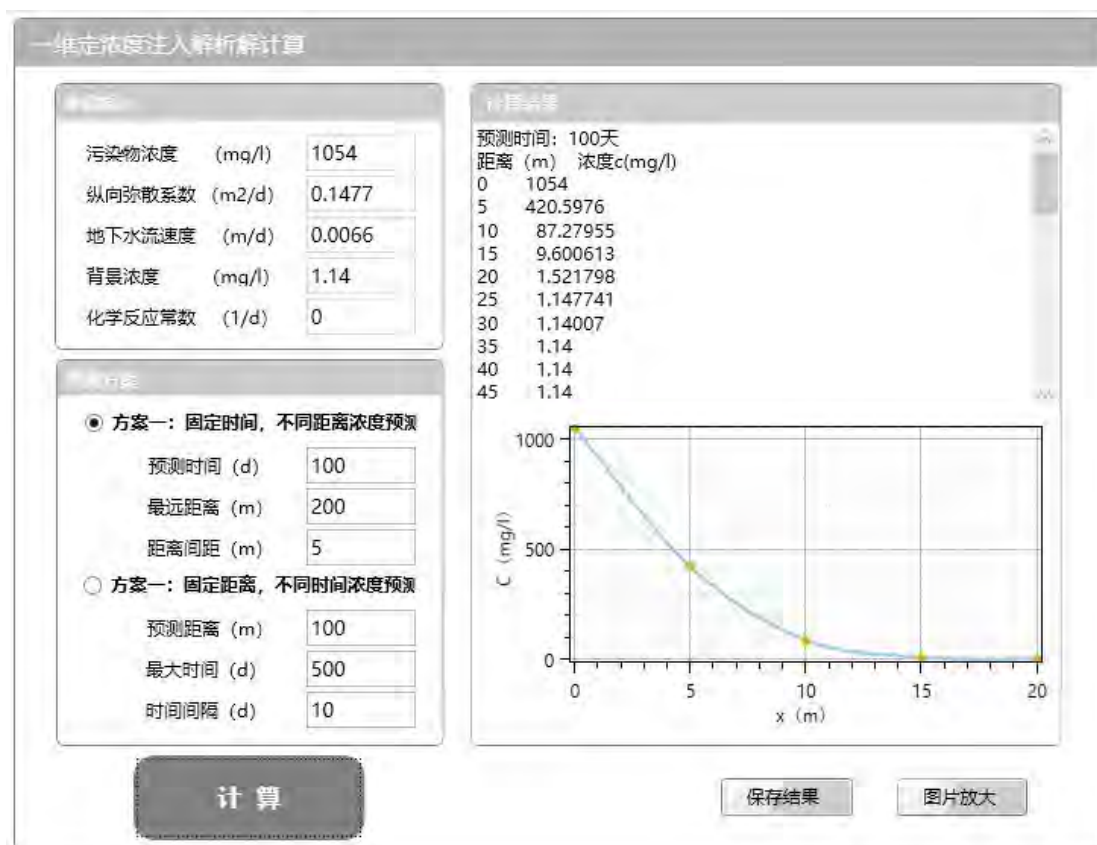 一维定浓度注入解析解计算
污染物浓度 (mg/l) 1054
纵向弥散系数 (m2/d) 0.1477
地下水流速度 (m/d) 0.0066
背景浓度 (mg/l) 1.14
化学反应常数 (1/d) 0
方案一：固定时间，不同距离浓度预测
预测时间 (d) 100
最远距离 (m) 200
距离间距 (m) 5
方案一：固定距离，不同时间浓度预测
预测距离 (m) 100
最大时间 (d) 500
时间间隔 (d) 10
计算
计算结果
预测时间：100天
距离 (m) 浓度c(mg/l)
0 1054
5 420.5976
10 87.27955
15 9.600613
20 1.521798
25 1.147741
30 1.14007
35 1.14
40 1.14
45 1.14
1000
500
0
C (mg/l)
0 5 10 15 20
x (m)
保存结果 图片放大